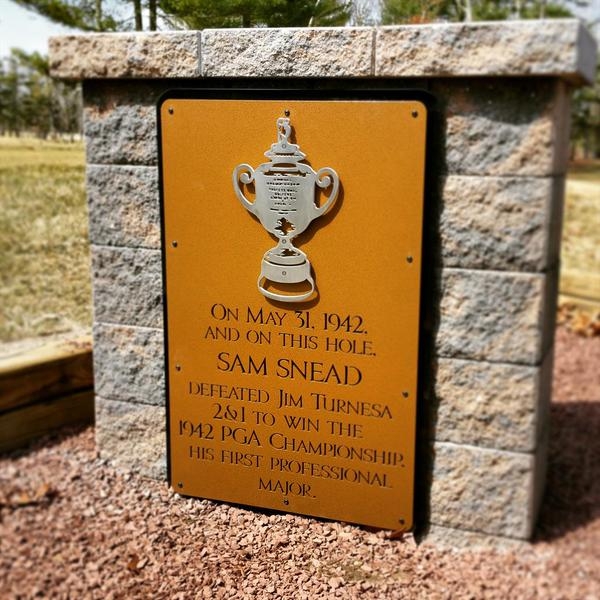 ON MAY 31, 1942,
AND ON THIS HOLE,
SAM SNEAD
DEFEATED JIM TURNESA
2&1 TO WIN THE
1942 PGA CHAMPIONSHIP,
HIS FIRST PROFESSIONAL
MAJOR.